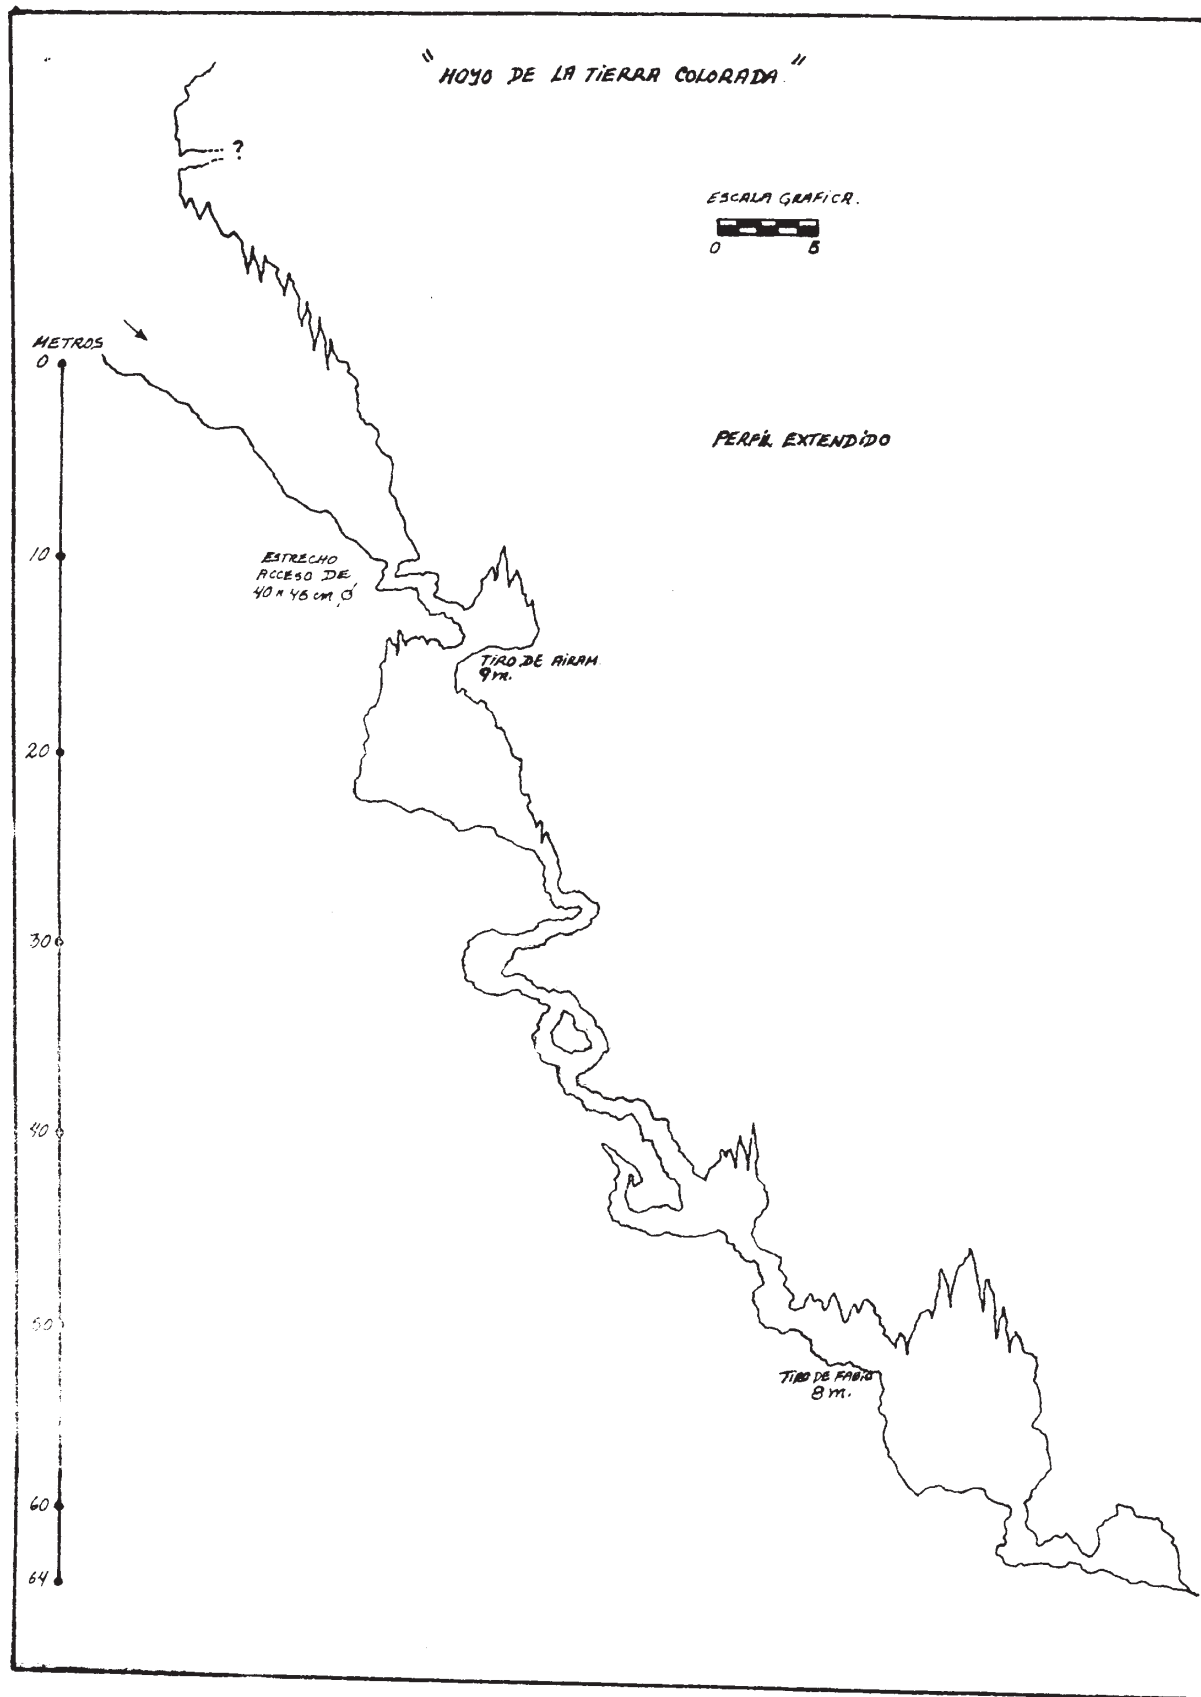 "HOYO DE LA TIERRA COLORADA"
?
ESCALA GRAFICA.
0 5
METROS
0
PERFIL EXTENDIDO
10
ESTRECHO
ACCESO DE
40 x 45 cm Ø
TIRO DE AIRAM
9 m.
20
30
40
50
TIRO DE FABIO
8 m.
60
64